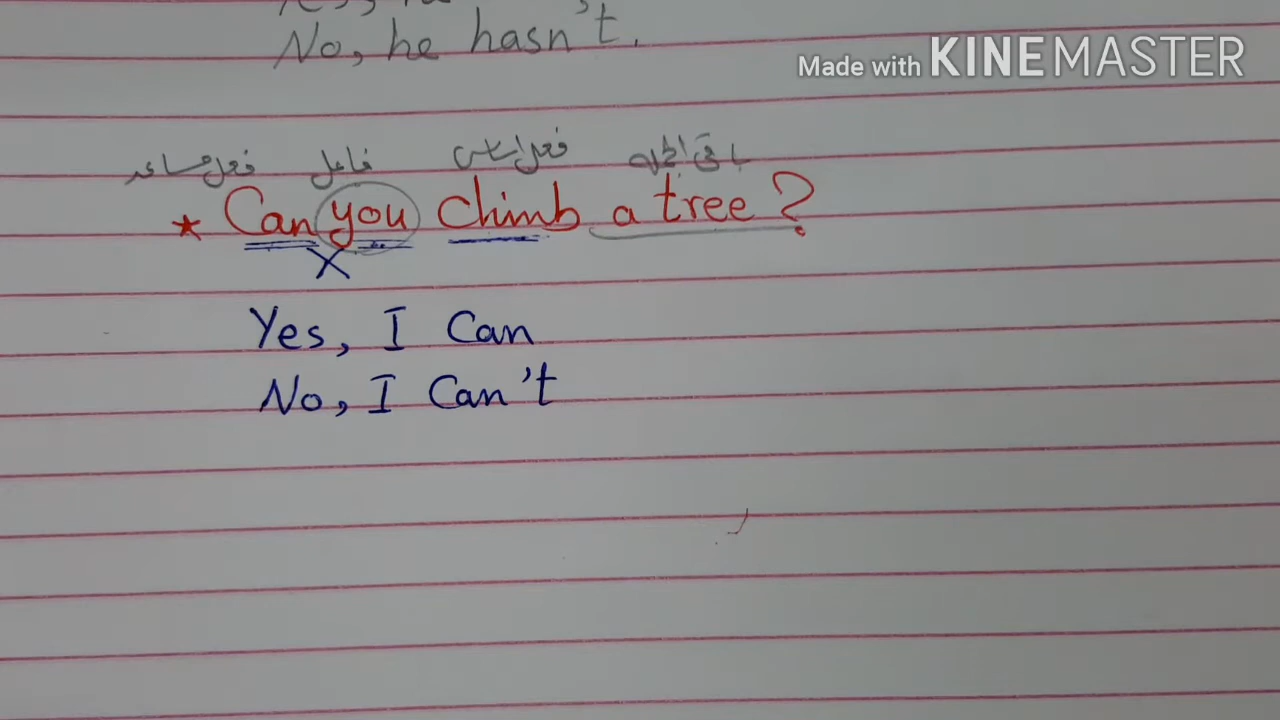 No, he hasn't.
Made with KINEMASTER
فعل مساعد فاعل فعل اساسي باقي الجملة
* Can you climb a tree ?
X
Yes, I Can
No, I Can't